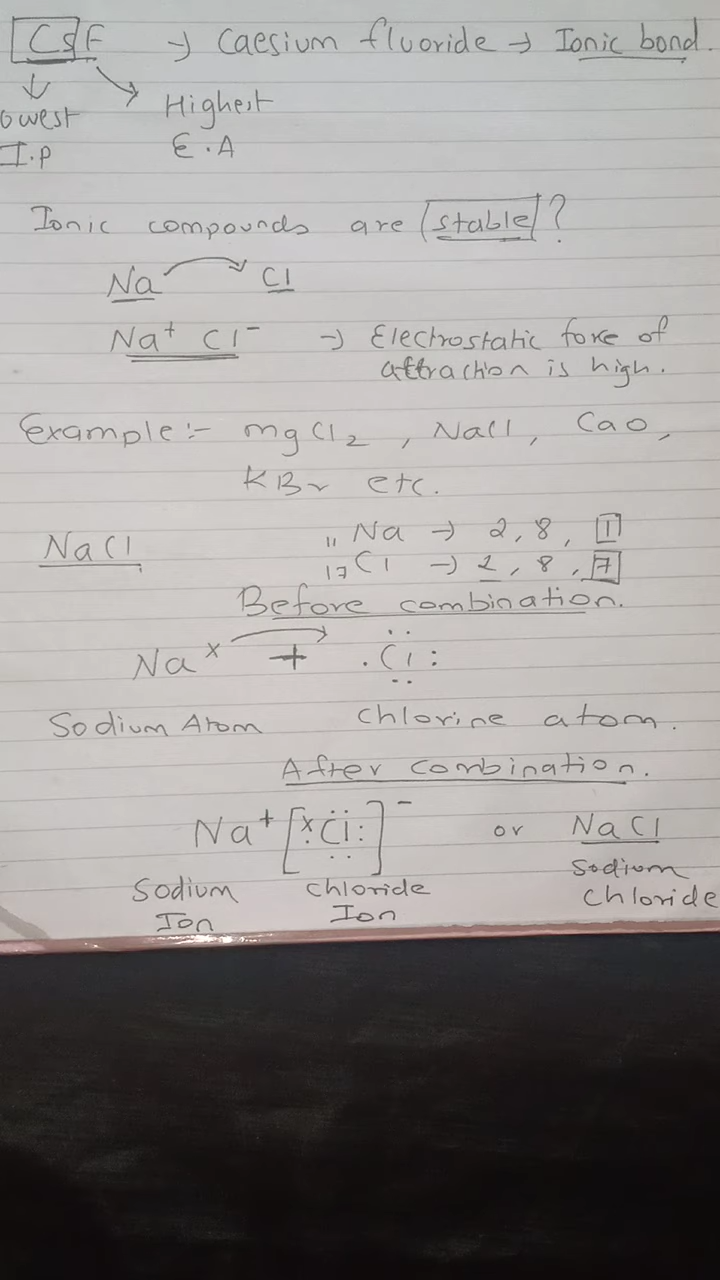 CsF → Caesium fluoride → Ionic bond.
owest Highest
I.P E.A
Ionic compounds are stable?
Na Cl
Na⁺ Cl⁻ → Electrostatic force of
attraction is high.
Example:- mgCl₂, NaCl, CaO,
KBr etc.
NaCl ₁₁Na → 2, 8, 1
₁₇Cl → 2, 8, 7
Before combination.
Naˣ + .Cl:
Sodium Atom Chlorine atom.
After combination.
Na⁺ [×Cl:]⁻ or NaCl
Sodium Chloride Sodium
Ion Ion Chloride